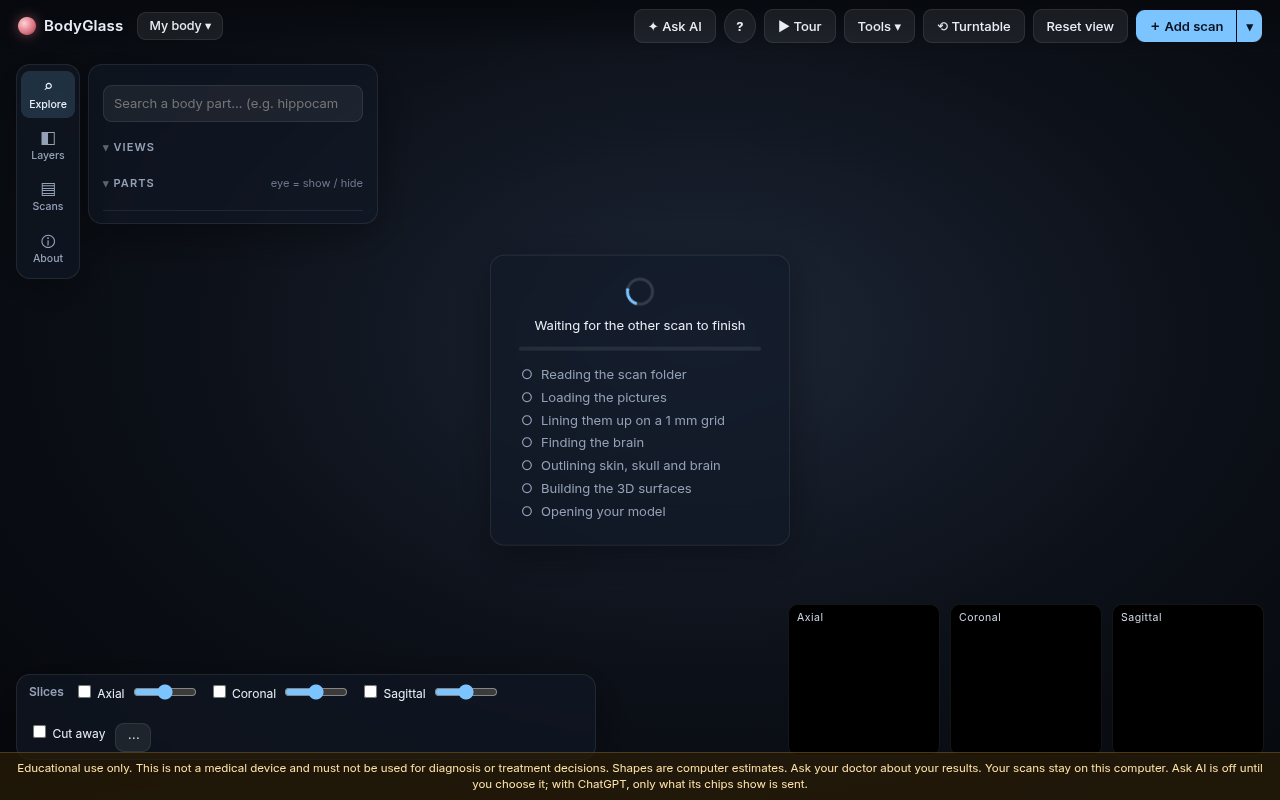 BodyGlass
My body ▾
✦ Ask AI
?
▶ Tour
Tools ▾
⟲ Turntable
Reset view
+ Add scan
▾
Explore
Layers
Scans
About
Search a body part... (e.g. hippocam
▾ VIEWS
▾ PARTS
eye = show / hide
Waiting for the other scan to finish
Reading the scan folder
Loading the pictures
Lining them up on a 1 mm grid
Finding the brain
Outlining skin, skull and brain
Building the 3D surfaces
Opening your model
Axial
Coronal
Sagittal
Slices
Axial
Coronal
Sagittal
Cut away
...
Educational use only. This is not a medical device and must not be used for diagnosis or treatment decisions. Shapes are computer estimates. Ask your doctor about your results. Your scans stay on this computer. Ask AI is off until
you choose it; with ChatGPT, only what its chips show is sent.